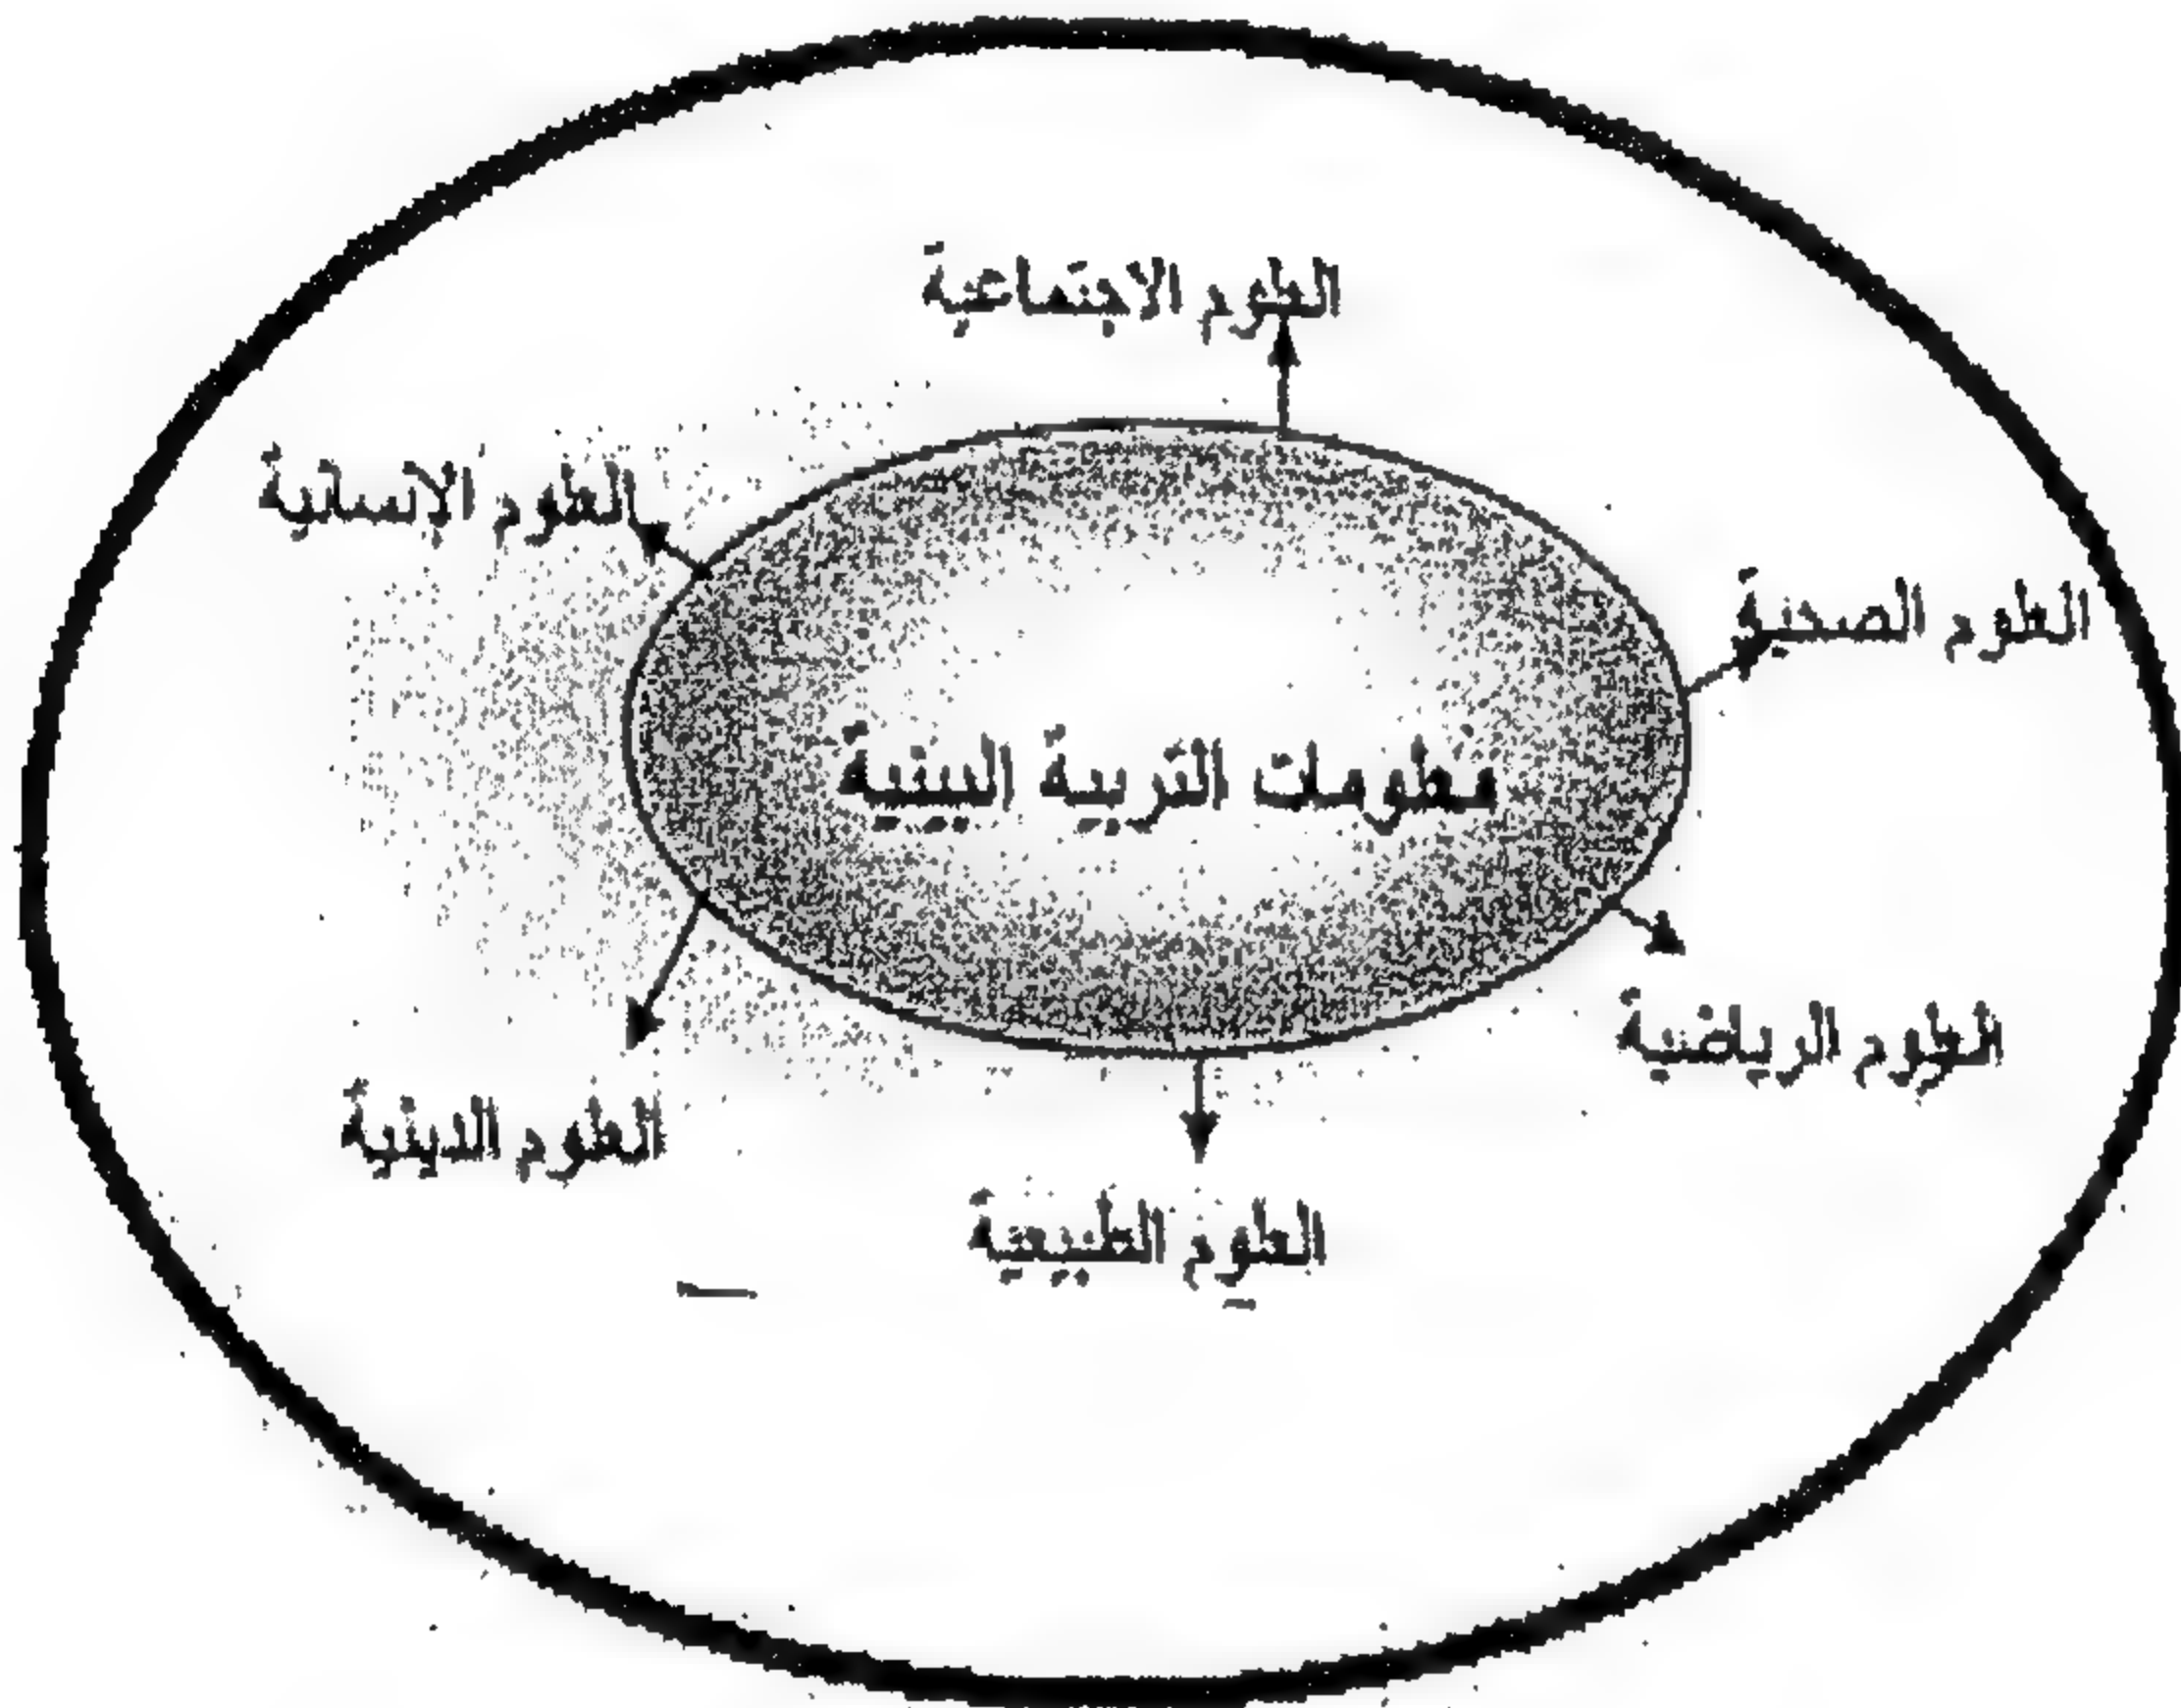 العلوم الاجتماعية
العلوم الإنسانية
العلوم الصحية
معلومات التربية البيئية
العلوم الرياضية
العلوم الدينية
العلوم الطبيعية